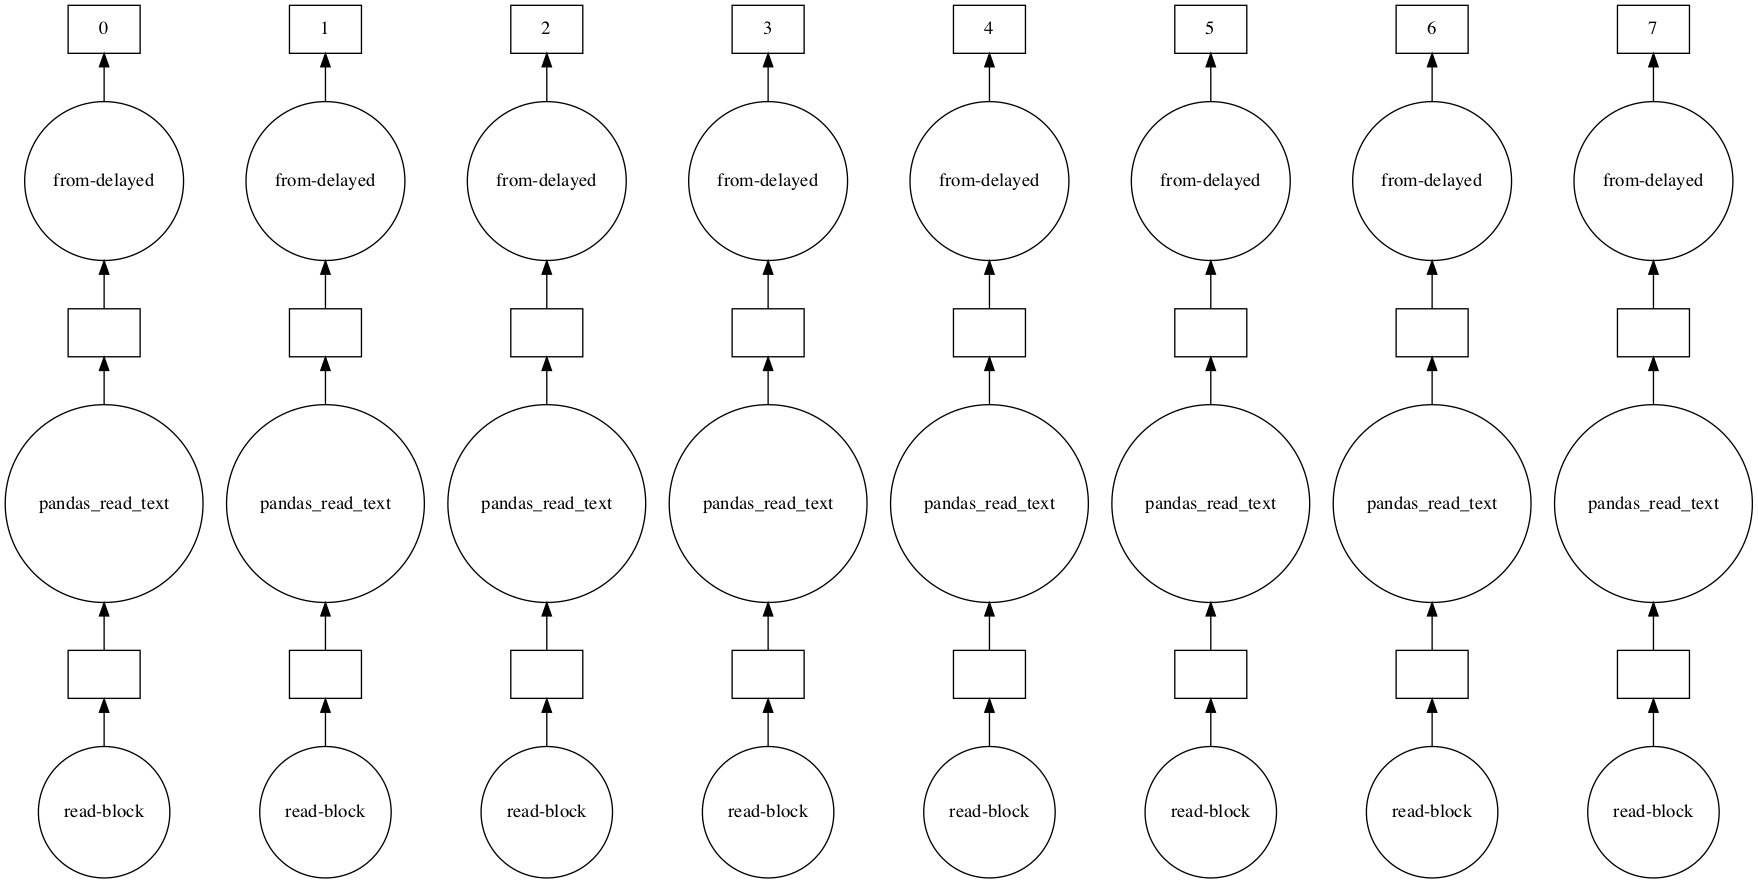 0 1 2 3 4 5 6 7
from-delayed from-delayed from-delayed from-delayed from-delayed from-delayed from-delayed from-delayed
pandas_read_text pandas_read_text pandas_read_text pandas_read_text pandas_read_text pandas_read_text pandas_read_text pandas_read_text
read-block read-block read-block read-block read-block read-block read-block read-block